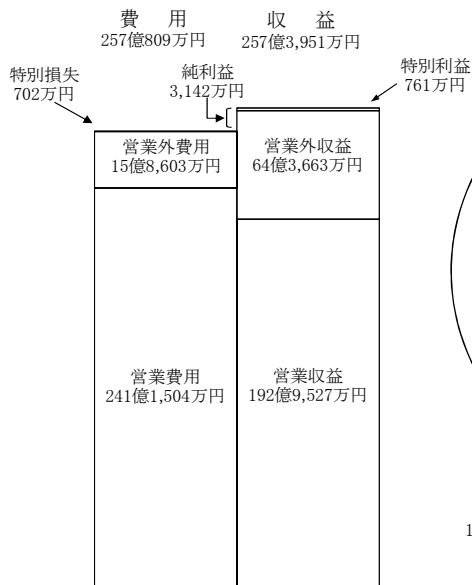 費　用
257億809万円
収　益
257億3,951万円
特別損失
702万円
純利益
3,142万円
特別利益
761万円
営業外費用
15億8,603万円
営業外収益
64億3,663万円
営業費用
241億1,504万円
営業収益
192億9,527万円
1